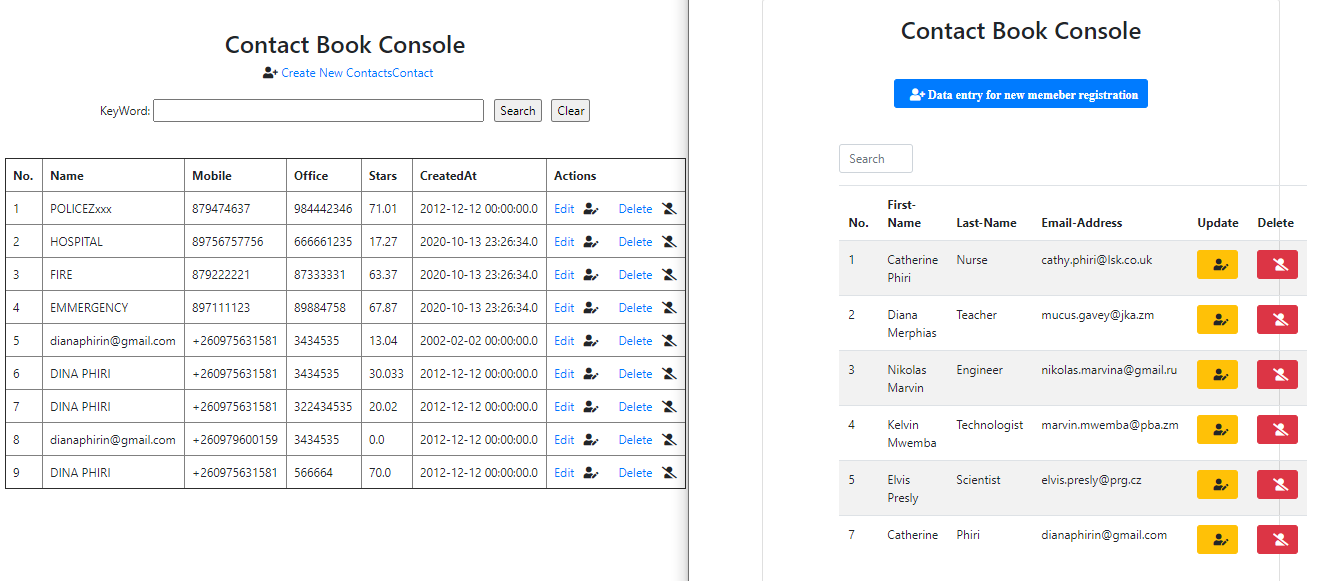 Contact Book Console
Create New ContactsContact
KeyWord: Search Clear
No. Name Mobile Office Stars CreatedAt Actions
1 POLICEZxxx 879474637 984442346 71.01 2012-12-12 00:00:00.0 Edit Delete
2 HOSPITAL 89756757756 666661235 17.27 2020-10-13 23:26:34.0 Edit Delete
3 FIRE 879222221 87333331 63.37 2020-10-13 23:26:34.0 Edit Delete
4 EMMERGENCY 897111123 89884758 67.87 2020-10-13 23:26:34.0 Edit Delete
5 dianaphirin@gmail.com +260975631581 3434535 13.04 2002-02-02 00:00:00.0 Edit Delete
6 DINA PHIRI +260975631581 3434535 30.033 2012-12-12 00:00:00.0 Edit Delete
7 DINA PHIRI +260975631581 322434535 20.02 2012-12-12 00:00:00.0 Edit Delete
8 dianaphirin@gmail.com +260979600159 3434535 0.0 2012-12-12 00:00:00.0 Edit Delete
9 DINA PHIRI +260975631581 566664 70.0 2012-12-12 00:00:00.0 Edit Delete
Contact Book Console
Data entry for new memeber registration
Search
First-
No. Name Last-Name Email-Address Update Delete
1 Catherine Nurse cathy.phiri@lsk.co.uk
Phiri
2 Diana Teacher mucus.gavey@jka.zm
Merphias
3 Nikolas Engineer nikolas.marvina@gmail.ru
Marvin
4 Kelvin Technologist marvin.mwemba@pba.zm
Mwemba
5 Elvis Scientist elvis.presly@prg.cz
Presly
7 Catherine Phiri dianaphirin@gmail.com